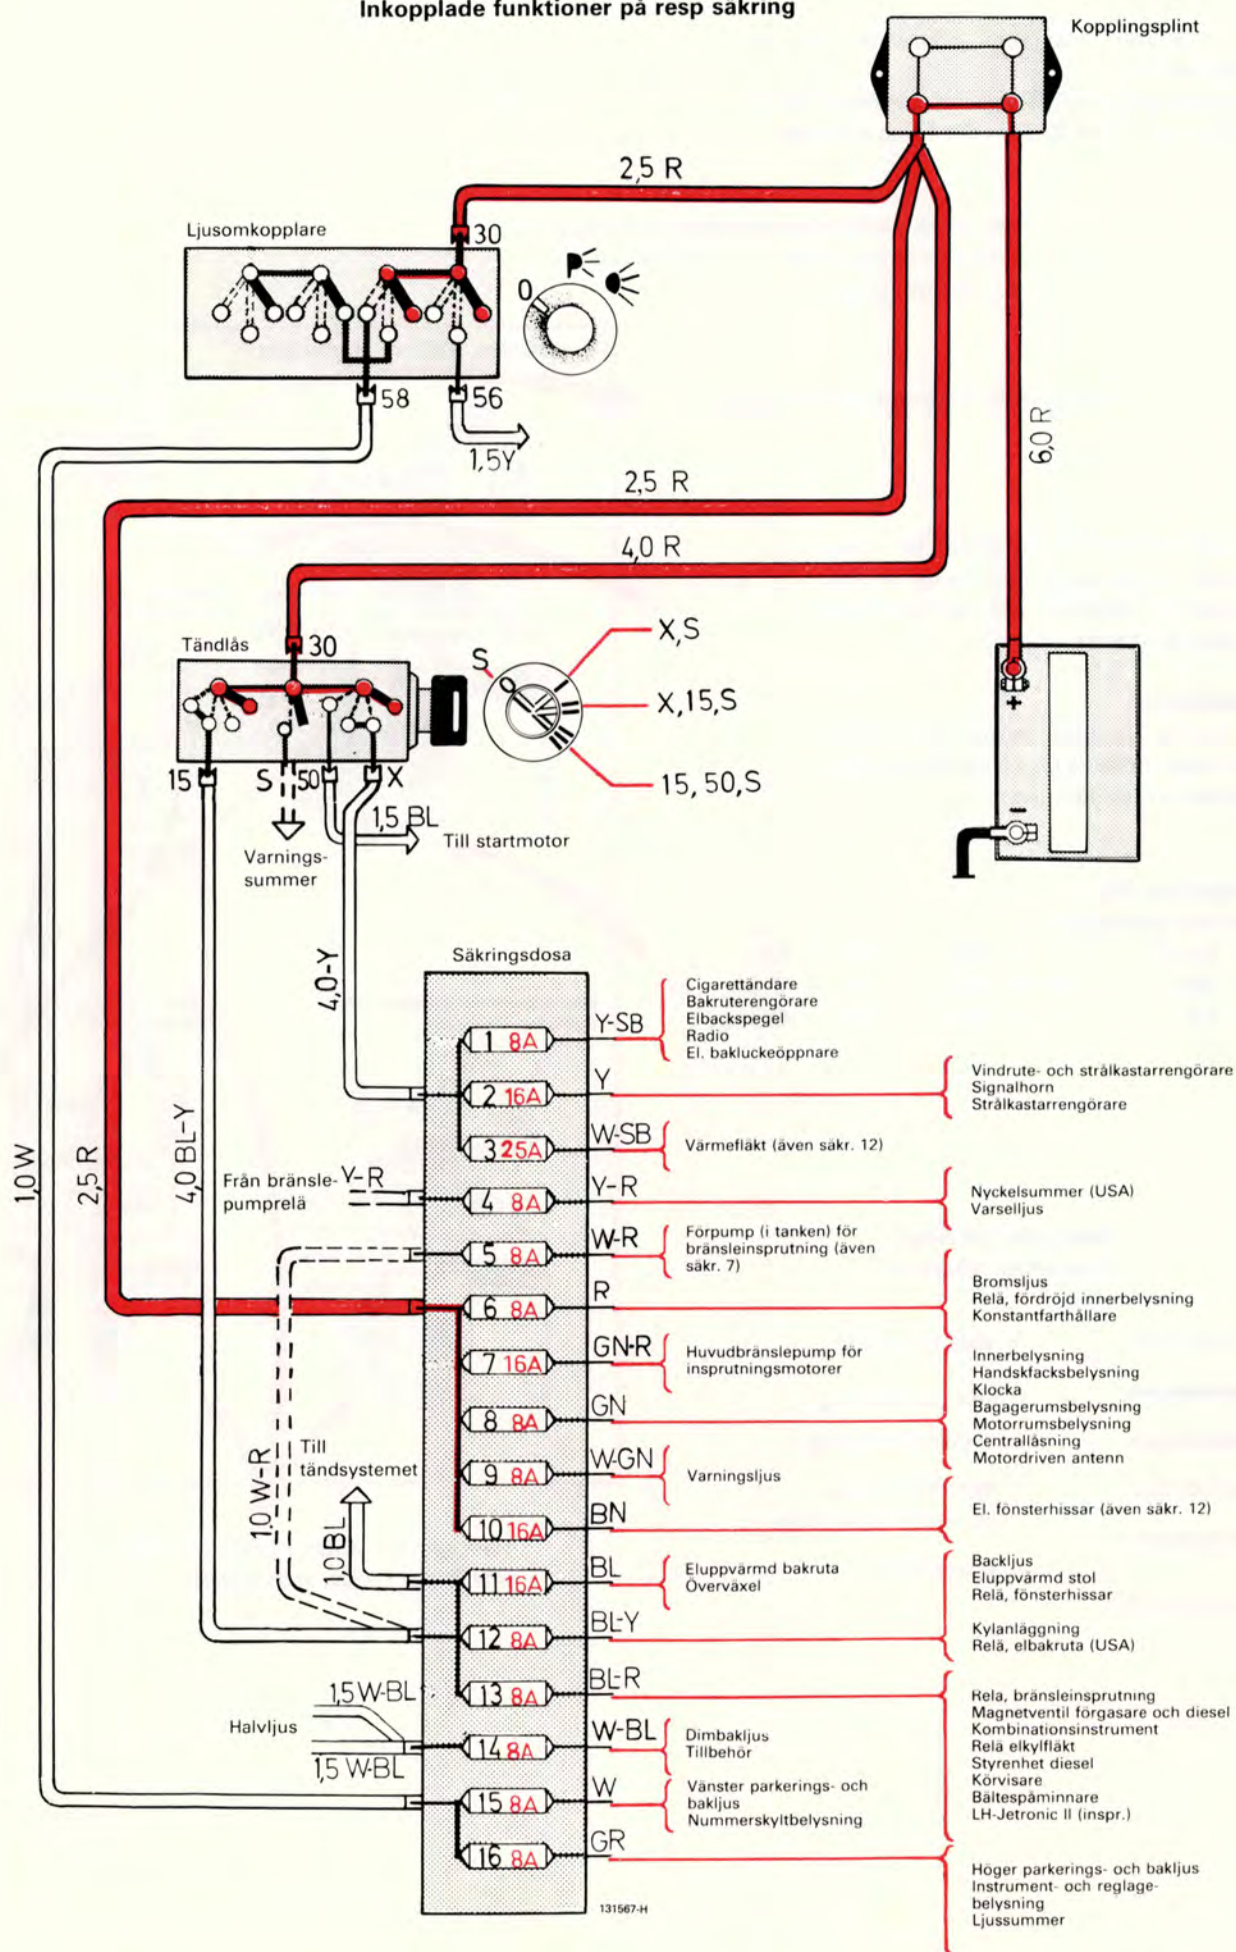 Inkopplade funktioner på resp säkring
Kopplingsplint
2,5 R
Ljusomkopplare
30
0
58
56
1,5Y
6,0 R
2,5 R
4,0 R
Tändlås
30
S
O
I
II
III
X,S
X,15,S
15,50,S
+
−
15
S
50
X
1,5 BL
Till startmotor
Varnings-
summer
4,0-Y
1,0 W
2,5 R
4,0 BL-Y
Säkringsdosa
1 8A
Y-SB
Cigarettändare
Bakruterengörare
Elbackspegel
Radio
El. bakluckeöppnare
2 16A
Y
Vindrute- och strålkastarrengörare
Signalhorn
Strålkastarrengörare
3 25A
W-SB
Värmefläkt (även säkr. 12)
Från bränsle-
pumprelä
Y-R
4 8A
Y-R
Nyckelsummer (USA)
Varselljus
5 8A
W-R
Förpump (i tanken) för
bränsleinsprutning (även
säkr. 7)
6 8A
R
Bromsljus
Relä, fördröjd innerbelysning
Konstantfarthållare
7 16A
GN-R
Huvudbränslepump för
insprutningsmotorer
8 8A
GN
Innerbelysning
Handskfacksbelysning
Klocka
Bagagerumsbelysning
Motorrumsbelysning
Centrallåsning
Motordriven antenn
9 8A
W-GN
Varningsljus
10 16A
BN
El. fönsterhissar (även säkr. 12)
Till
tändsystemet
1,0 W-R
1,0 BL
11 16A
BL
Eluppvärmd bakruta
Överväxel
12 8A
BL-Y
Backljus
Eluppvärmd stol
Relä, fönsterhissar
Kylanläggning
Relä, elbakruta (USA)
13 8A
BL-R
Rela, bränsleinsprutning
Magnetventil förgasare och diesel
Kombinationsinstrument
Relä elkylfläkt
Styrenhet diesel
Körvisare
Bältespåminnare
LH-Jetronic II (inspr.)
1,5 W-BL
Halvljus
1,5 W-BL
14 8A
W-BL
Dimbakljus
Tillbehör
15 8A
W
Vänster parkerings- och
bakljus
Nummerskyltbelysning
16 8A
GR
Höger parkerings- och bakljus
Instrument- och reglage-
belysning
Ljussummer
131567-H